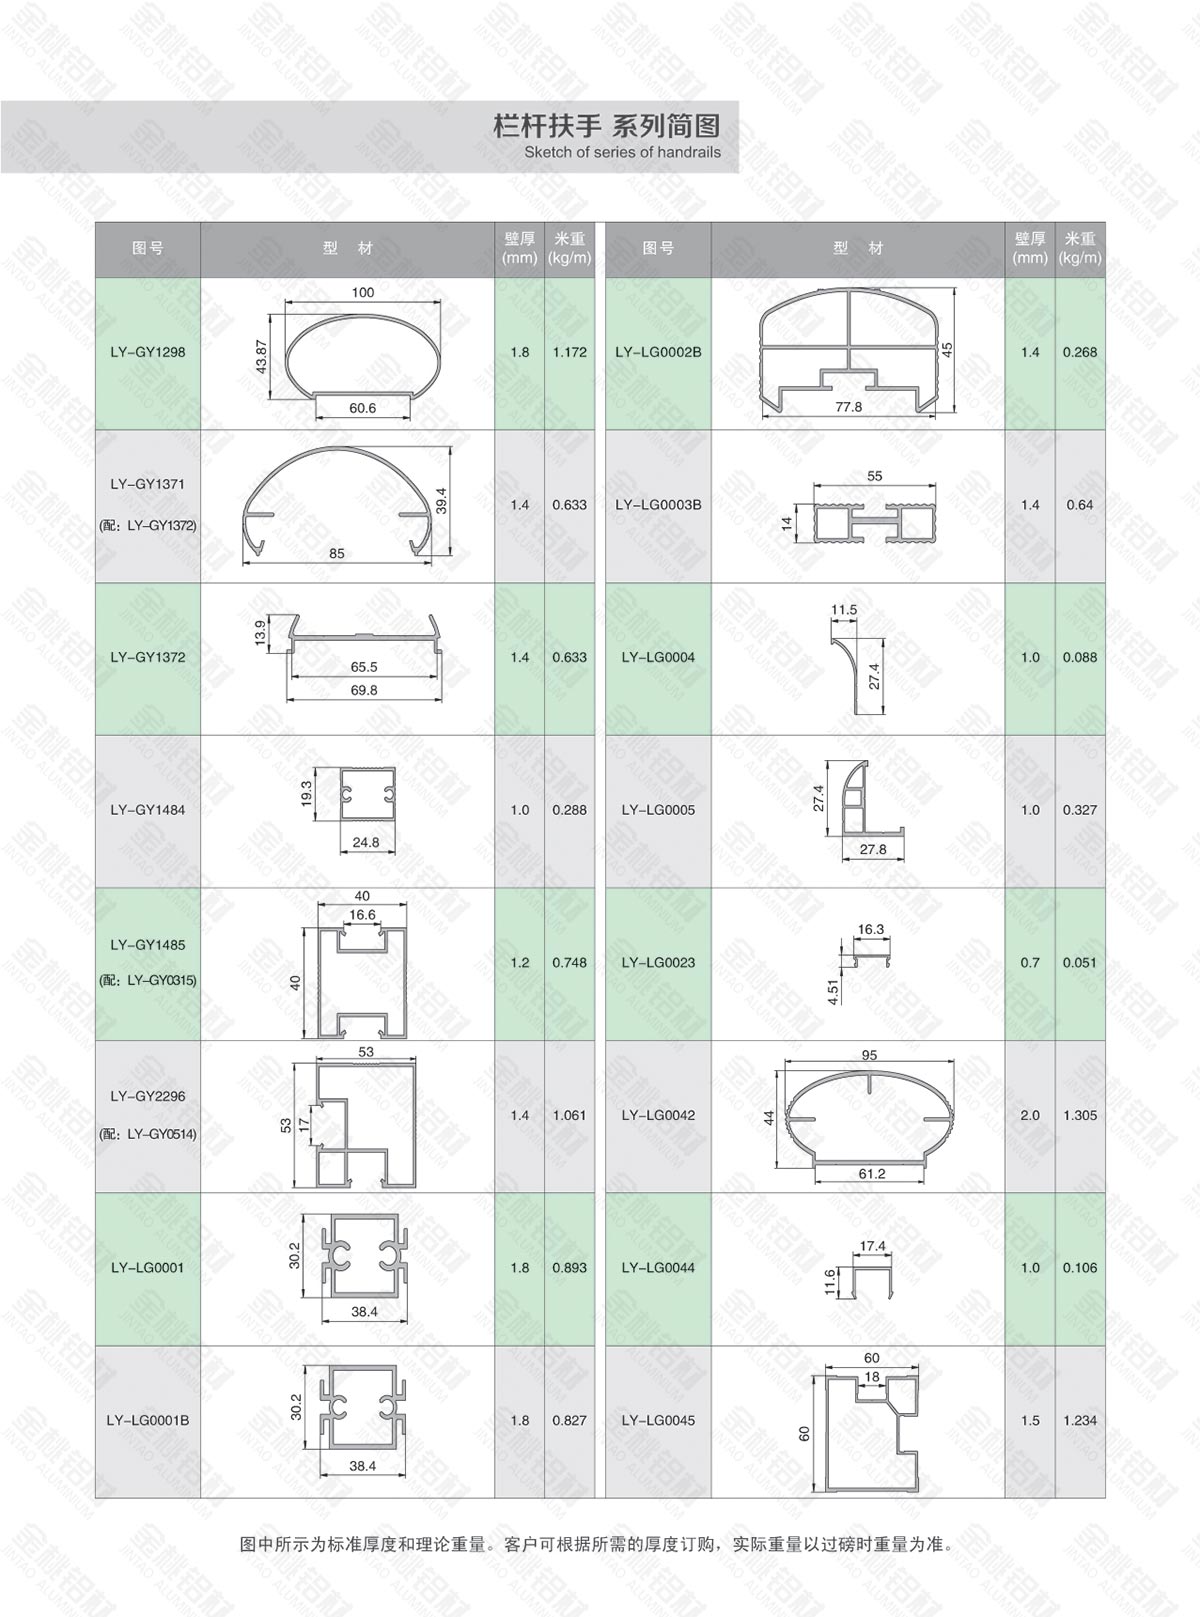 栏杆扶手 系列简图
Sketch of series of handrails
图号 型 材 壁厚(mm) 米重(kg/m) 图号 型 材 壁厚(mm) 米重(kg/m)
LY-GY1298
100
43.87
60.6
1.8 1.172
LY-LG0002B
45
77.8
1.4 0.268
LY-GY1371
(配: LY-GY1372)
39.4
85
1.4 0.633
LY-LG0003B
55
14
1.4 0.64
LY-GY1372
13.9
65.5
69.8
1.4 0.633
LY-LG0004
11.5
27.4
1.0 0.088
LY-GY1484
19.3
24.8
1.0 0.288
LY-LG0005
27.4
27.8
1.0 0.327
LY-GY1485
(配: LY-GY0315)
40
16.6
40
1.2 0.748
LY-LG0023
16.3
4.51
0.7 0.051
LY-GY2296
(配: LY-GY0514)
53
53
17
1.4 1.061
LY-LG0042
95
44
61.2
2.0 1.305
LY-LG0001
30.2
38.4
1.8 0.893
LY-LG0044
17.4
11.6
1.0 0.106
LY-LG0001B
30.2
38.4
1.8 0.827
LY-LG0045
60
18
60
1.5 1.234
图中所示为标准厚度和理论重量。客户可根据所需的厚度订购，实际重量以过磅时重量为准。
金桃铝材
JINTAO ALUMINIUM